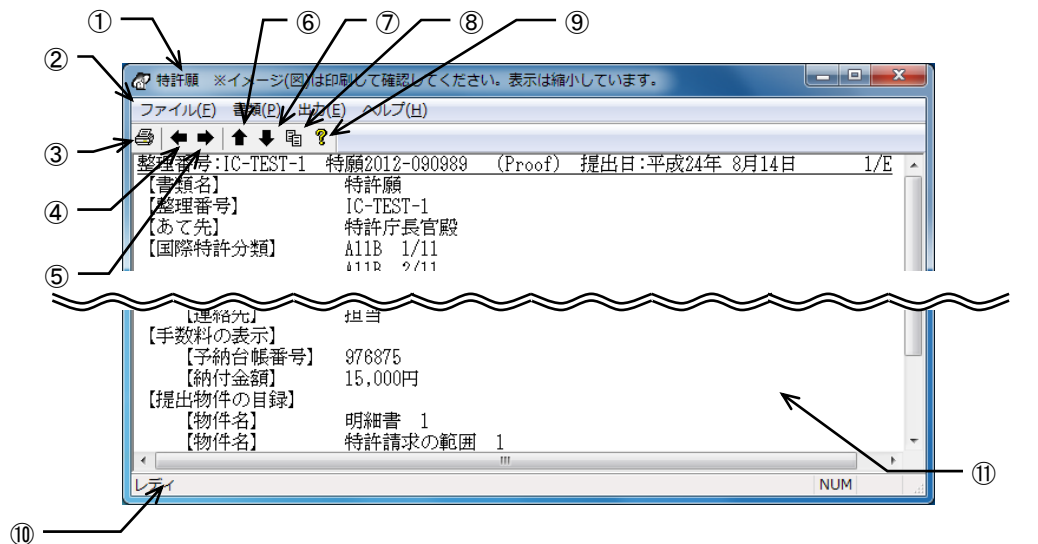 ① ⑥ ⑦ ⑧ ⑨
②
特許願 ※イメージ(図)は印刷して確認してください。表示は縮小しています。
ファイル(F) 書類(P) 出力(E) ヘルプ(H)
③
整理番号:IC-TEST-1 特願2012-090989 (Proof) 提出日:平成24年 8月14日 1/E
【書類名】 特許願
【整理番号】 IC-TEST-1
④
【あて先】 特許庁長官殿
【国際特許分類】 A11B 1/11
A11B 2/11
⑤
【連絡先】 担当
【手数料の表示】
【予納台帳番号】 976875
【納付金額】 15,000円
【提出物件の目録】
【物件名】 明細書 1
【物件名】 特許請求の範囲 1
⑪
レディ NUM
⑩